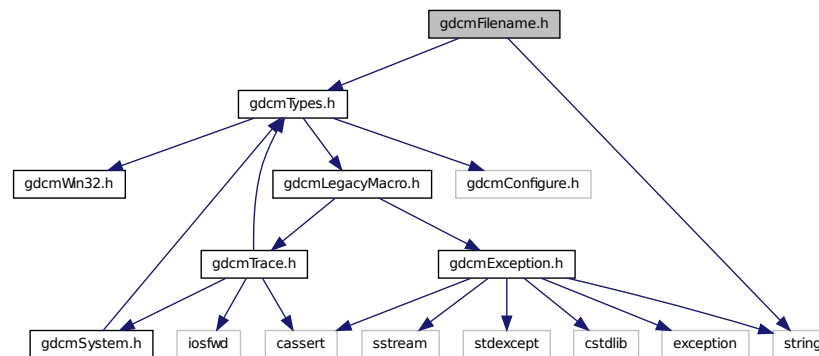 gdcmFilename.h
gdcmTypes.h
gdcmWin32.h
gdcmLegacyMacro.h
gdcmConfigure.h
gdcmTrace.h
gdcmException.h
gdcmSystem.h
iosfwd
cassert
sstream
stdexcept
cstdlib
exception
string